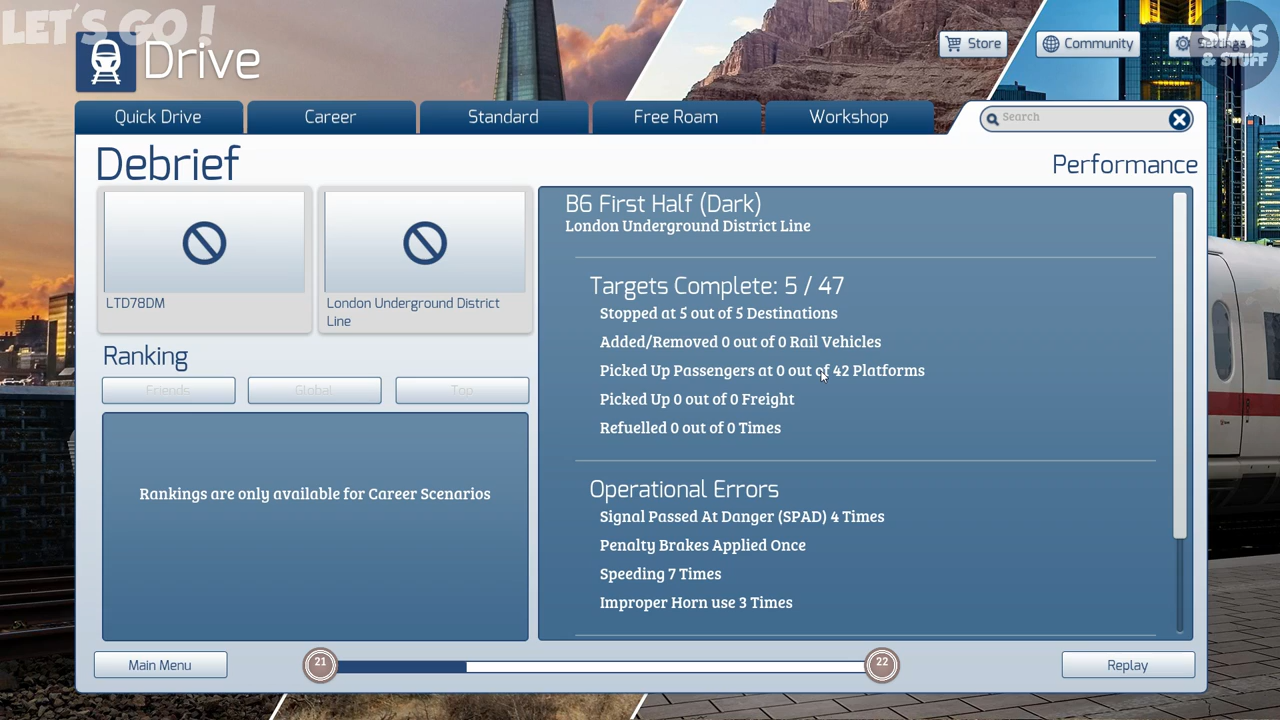 LET'S GO!
Drive
Store
Community
Settings
SIMS
& STUFF
Quick Drive
Career
Standard
Free Roam
Workshop
Search
Debrief
Performance
LTD78DM
London Underground District
Line
Ranking
Friends
Global
Top
Rankings are only available for Career Scenarios
B6 First Half (Dark)
London Underground District Line
Targets Complete: 5 / 47
Stopped at 5 out of 5 Destinations
Added/Removed 0 out of 0 Rail Vehicles
Picked Up Passengers at 0 out of 42 Platforms
Picked Up 0 out of 0 Freight
Refuelled 0 out of 0 Times
Operational Errors
Signal Passed At Danger (SPAD) 4 Times
Penalty Brakes Applied Once
Speeding 7 Times
Improper Horn use 3 Times
Main Menu
21
22
Replay